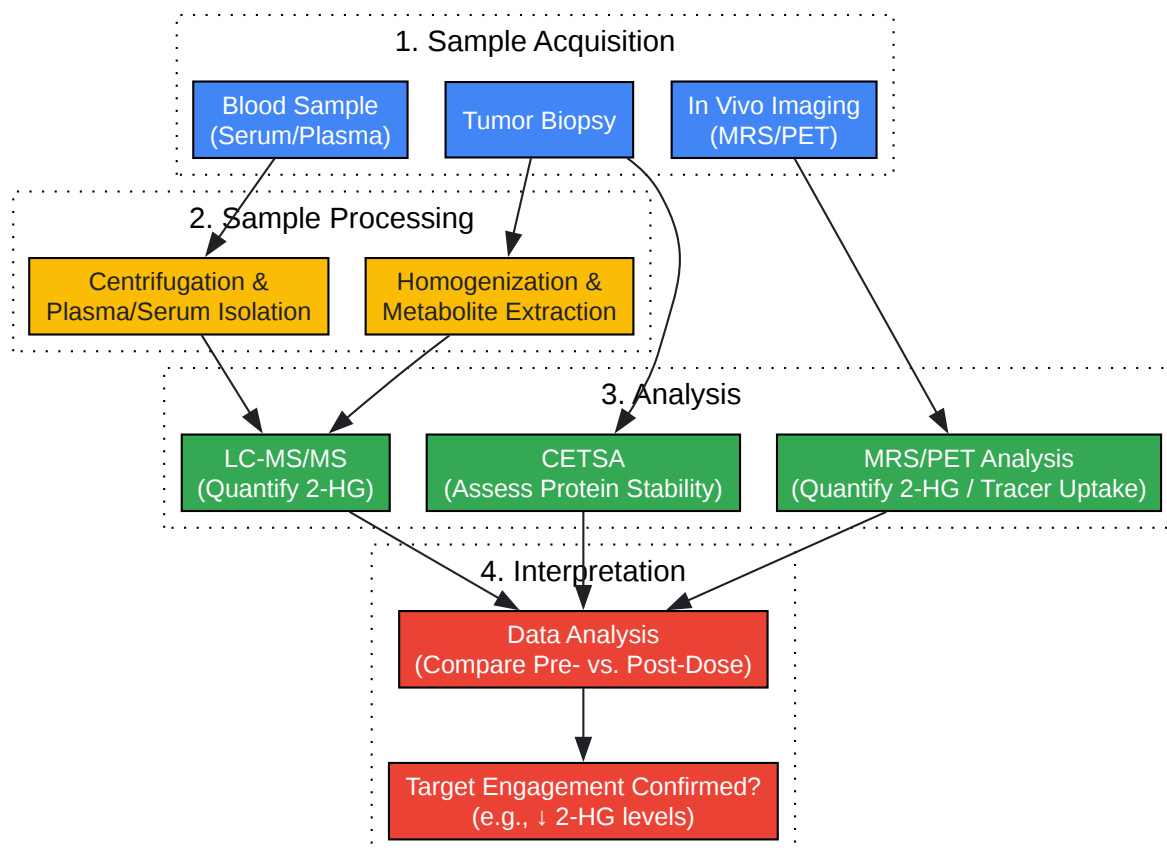 1. Sample Acquisition
Blood Sample
(Serum/Plasma)
Tumor Biopsy
In Vivo Imaging
(MRS/PET)
2. Sample Processing
Centrifugation &
Plasma/Serum Isolation
Homogenization &
Metabolite Extraction
3. Analysis
LC-MS/MS
(Quantify 2-HG)
CETSA
(Assess Protein Stability)
MRS/PET Analysis
(Quantify 2-HG / Tracer Uptake)
4. Interpretation
Data Analysis
(Compare Pre- vs. Post-Dose)
Target Engagement Confirmed?
(e.g., ↓ 2-HG levels)